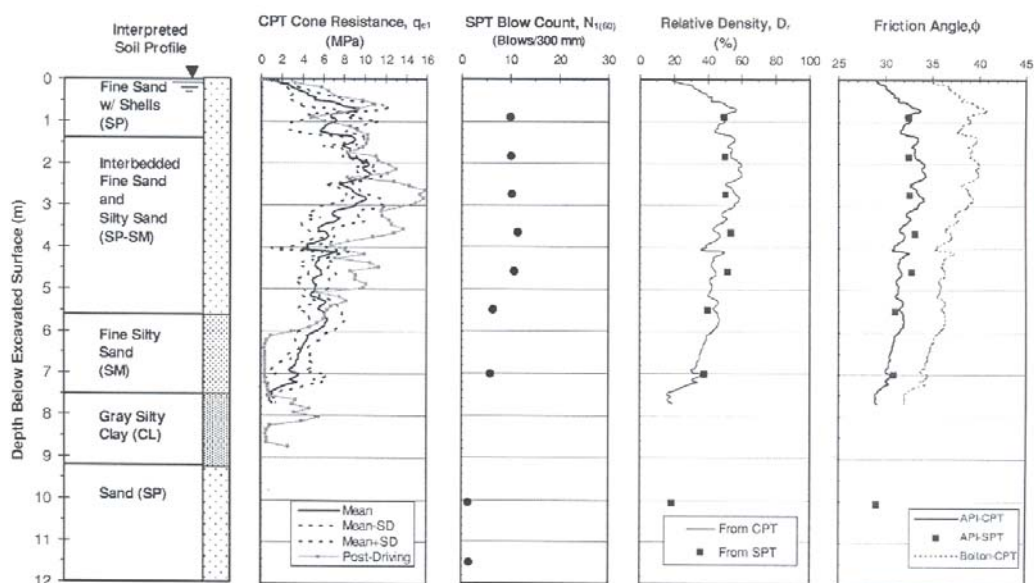 Interpreted
Soil Profile
CPT Cone Resistance, qc1
(MPa)
0 2 4 6 8 10 12 14 16
SPT Blow Count, N1(60)
(Blows/300 mm)
0 10 20 30
Relative Density, Dr
(%)
0 20 40 60 80 100
Friction Angle,ϕ
25 30 35 40 45
Depth Below Excavated Surface (m)
0
1
2
3
4
5
6
7
8
9
10
11
12
Fine Sand
w/ Shells
(SP)
Interbedded
Fine Sand
and
Silty Sand
(SP-SM)
Fine Silty
Sand
(SM)
Gray Silty
Clay (CL)
Sand (SP)
Mean
Mean-SD
Mean+SD
Post-Driving
From CPT
From SPT
API-CPT
API-SPT
Bolton-CPT